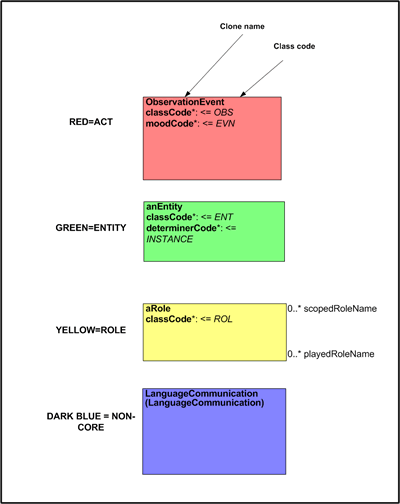 Clone name
Class code
RED=ACT
ObservationEvent
classCode*: <= OBS
moodCode*: <= EVN
GREEN=ENTITY
anEntity
classCode*: <= ENT
determinerCode*: <=
INSTANCE
YELLOW=ROLE
aRole
classCode*: <= ROL
0..* scopedRoleName
0..* playedRoleName
DARK BLUE = NON-
CORE
LanguageCommunication
(LanguageCommunication)